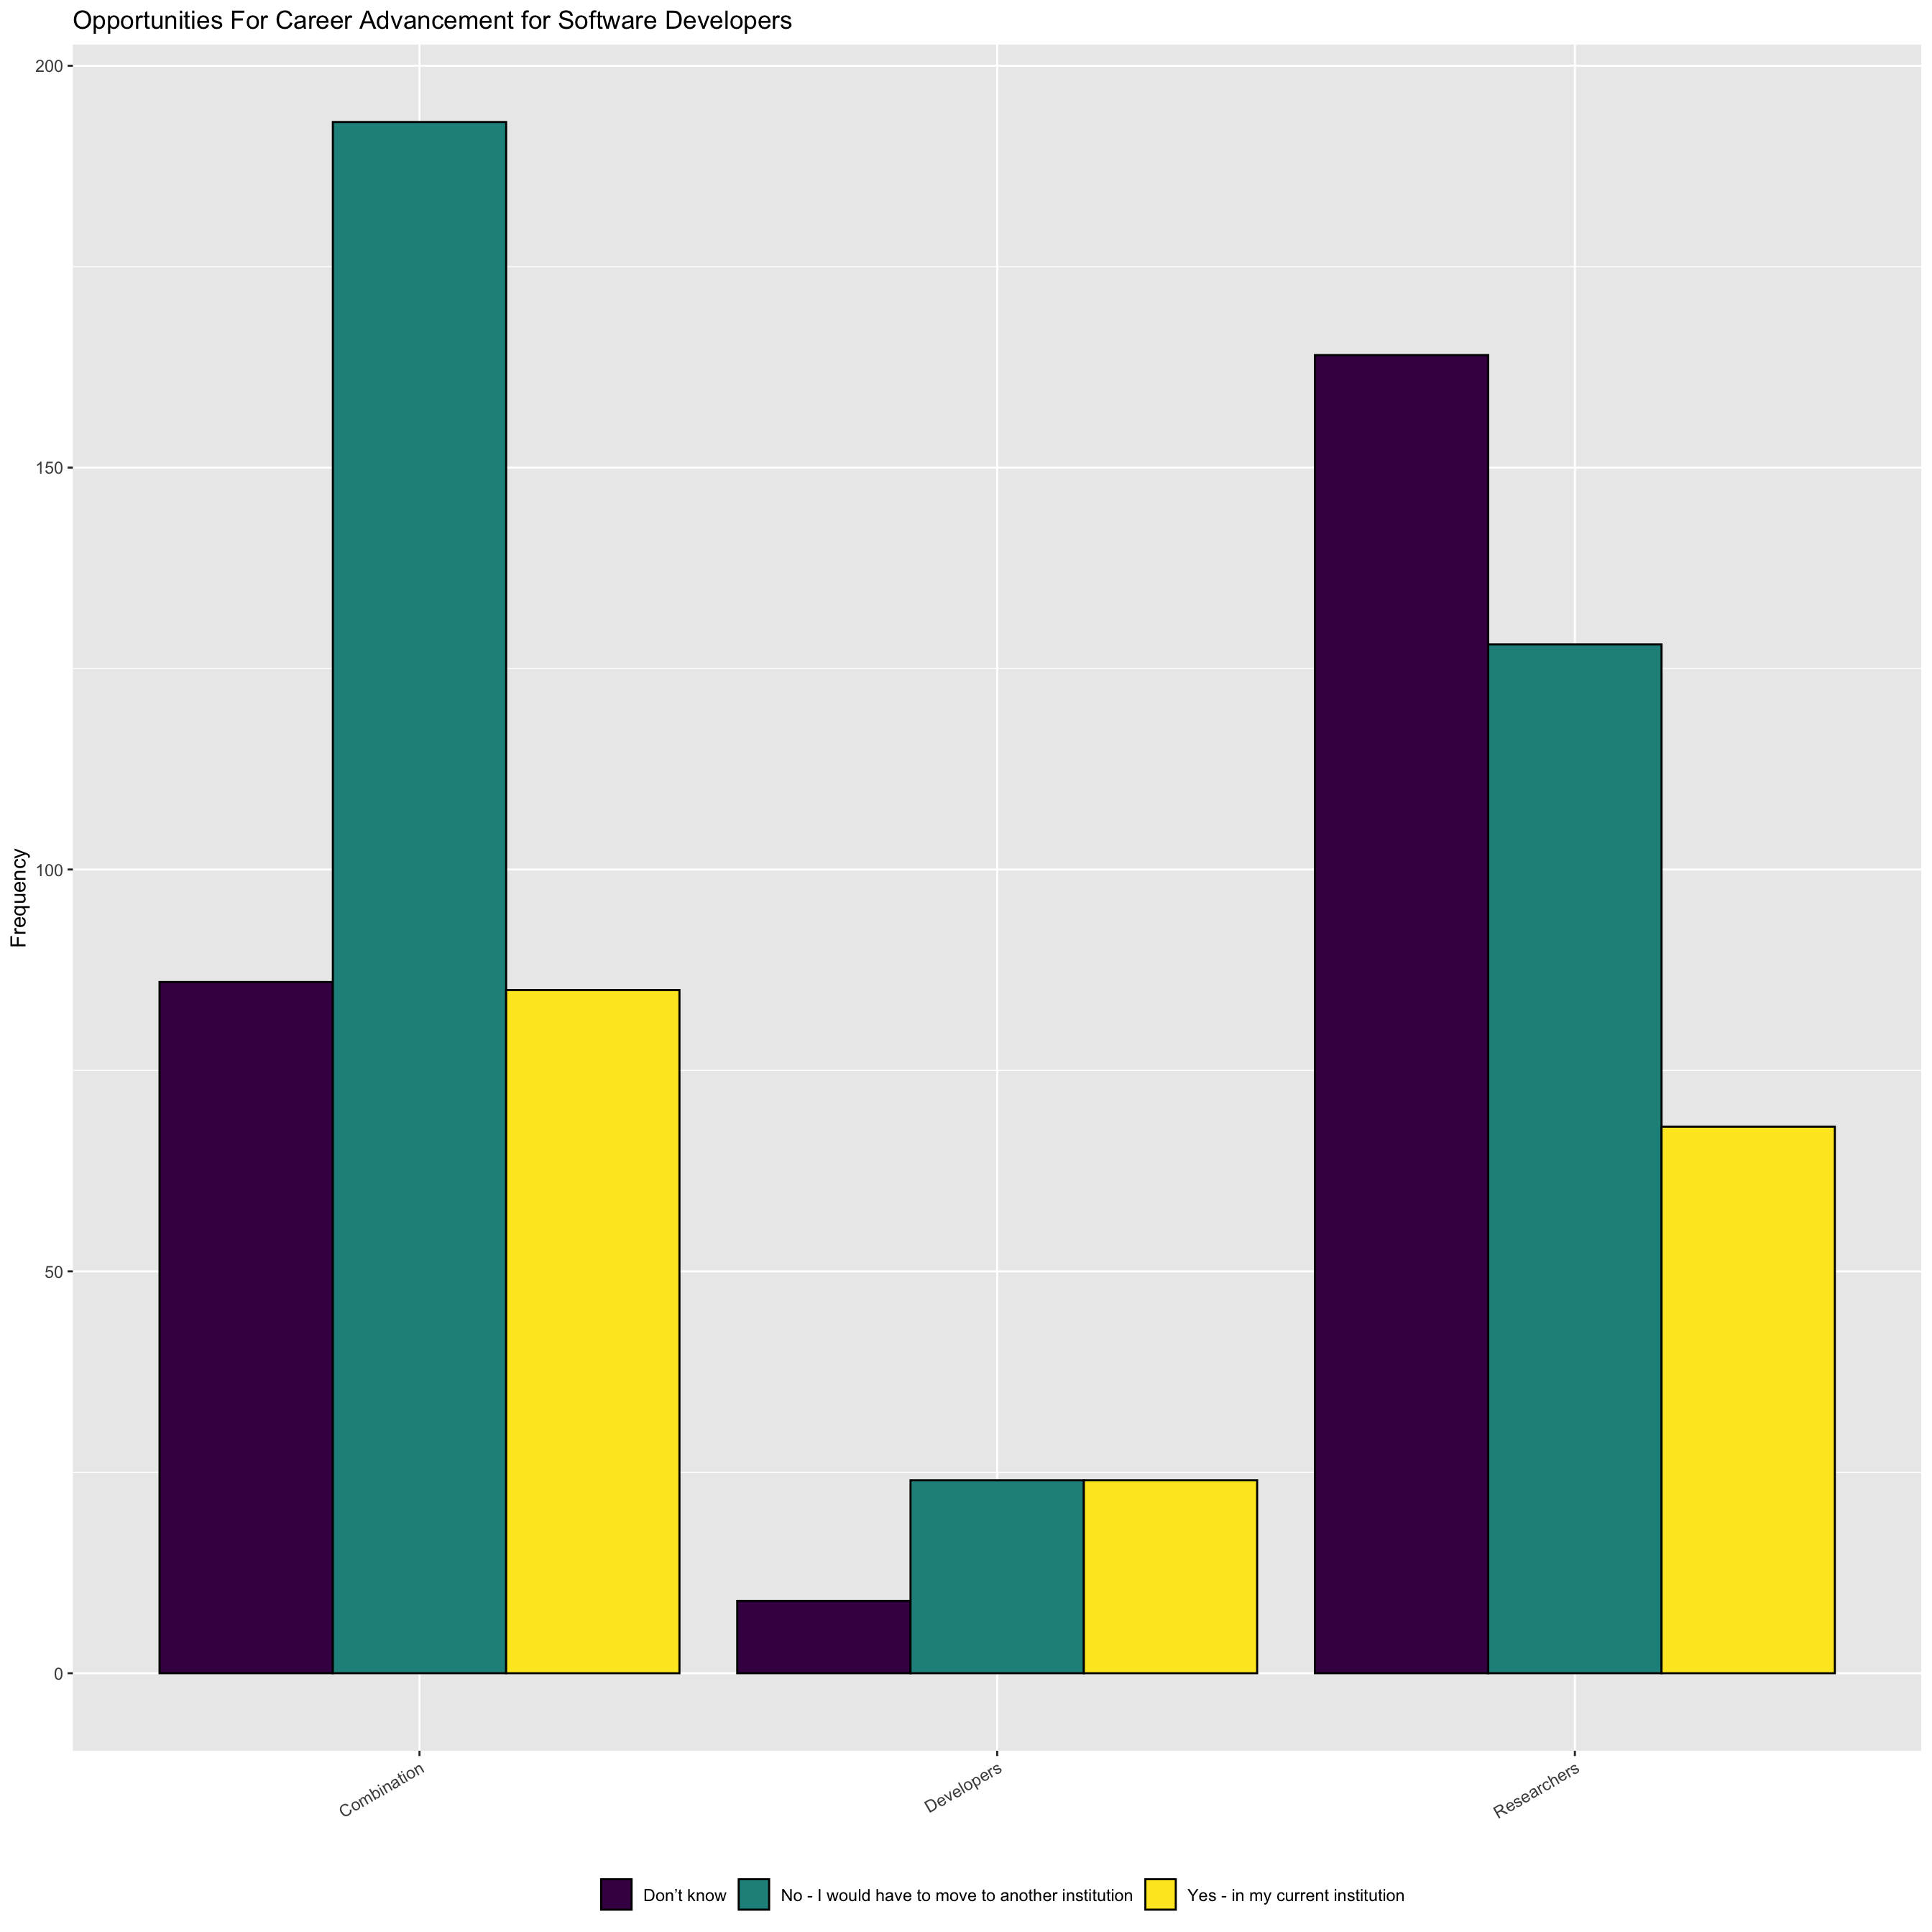 Opportunities For Career Advancement for Software Developers
200
150
100
50
0
Frequency
Combination
Developers
Researchers
Don’t know
No - I would have to move to another institution
Yes - in my current institution